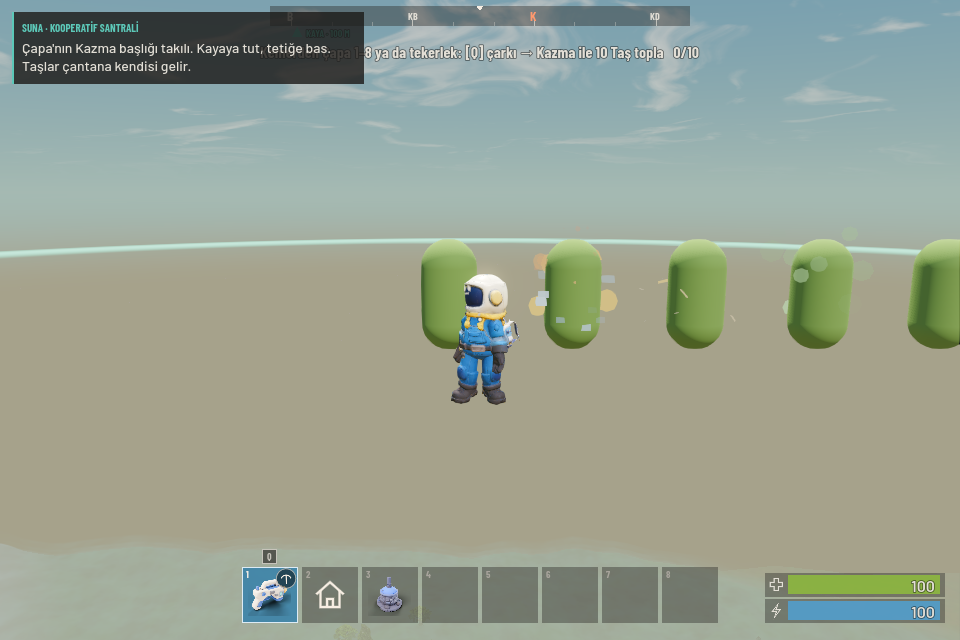 B
KB
K
KD
SUNA · KOOPERATİF SANTRALİ
Çapa'nın Kazma başlığı takılı. Kayaya tut, tetiğe bas.
Taşlar çantana kendisi gelir.
Çapa 1-8 ya da tekerlek: [Q] çarkı → Kazma ile 10 Taş topla 0/10
Q
1
2
3
4
5
6
7
8
100
100